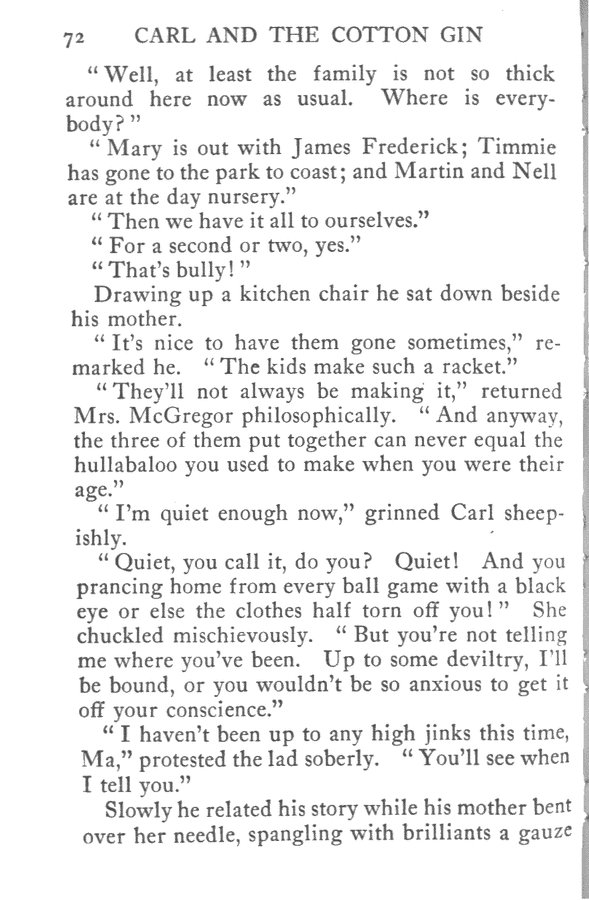 72 CARL AND THE COTTON GIN
“Well, at least the family is not so thick
around here now as usual. Where is every-
body?”
“Mary is out with James Frederick; Timmie
has gone to the park to coast; and Martin and Nell
are at the day nursery.”
“Then we have it all to ourselves.”
“For a second or two, yes.”
“That’s bully!”
Drawing up a kitchen chair he sat down beside
his mother.
“It’s nice to have them gone sometimes,” re-
marked he. “The kids make such a racket.”
“They’ll not always be making it,” returned
Mrs. McGregor philosophically. “And anyway,
the three of them put together can never equal the
hullabaloo you used to make when you were their
age.”
“I’m quiet enough now,” grinned Carl sheep-
ishly.
“Quiet, you call it, do you? Quiet! And you
prancing home from every ball game with a black
eye or else the clothes half torn off you!” She
chuckled mischievously. “But you’re not telling
me where you’ve been. Up to some deviltry, I’ll
be bound, or you wouldn’t be so anxious to get it
off your conscience.”
“I haven’t been up to any high jinks this time,
Ma,” protested the lad soberly. “You’ll see when
I tell you.”
Slowly he related his story while his mother bent
over her needle, spangling with brilliants a gauze